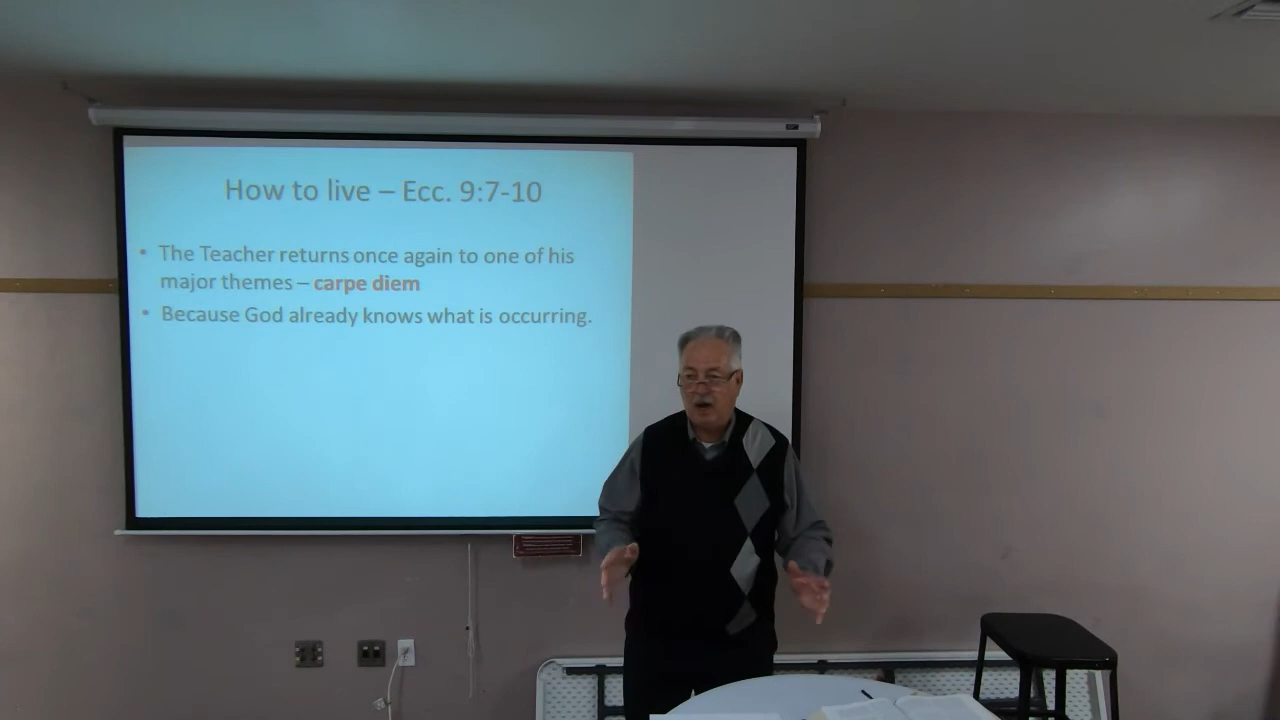 How to live – Ecc. 9:7-10
• The Teacher returns once again to one of his
major themes – carpe diem
• Because God already knows what is occurring.